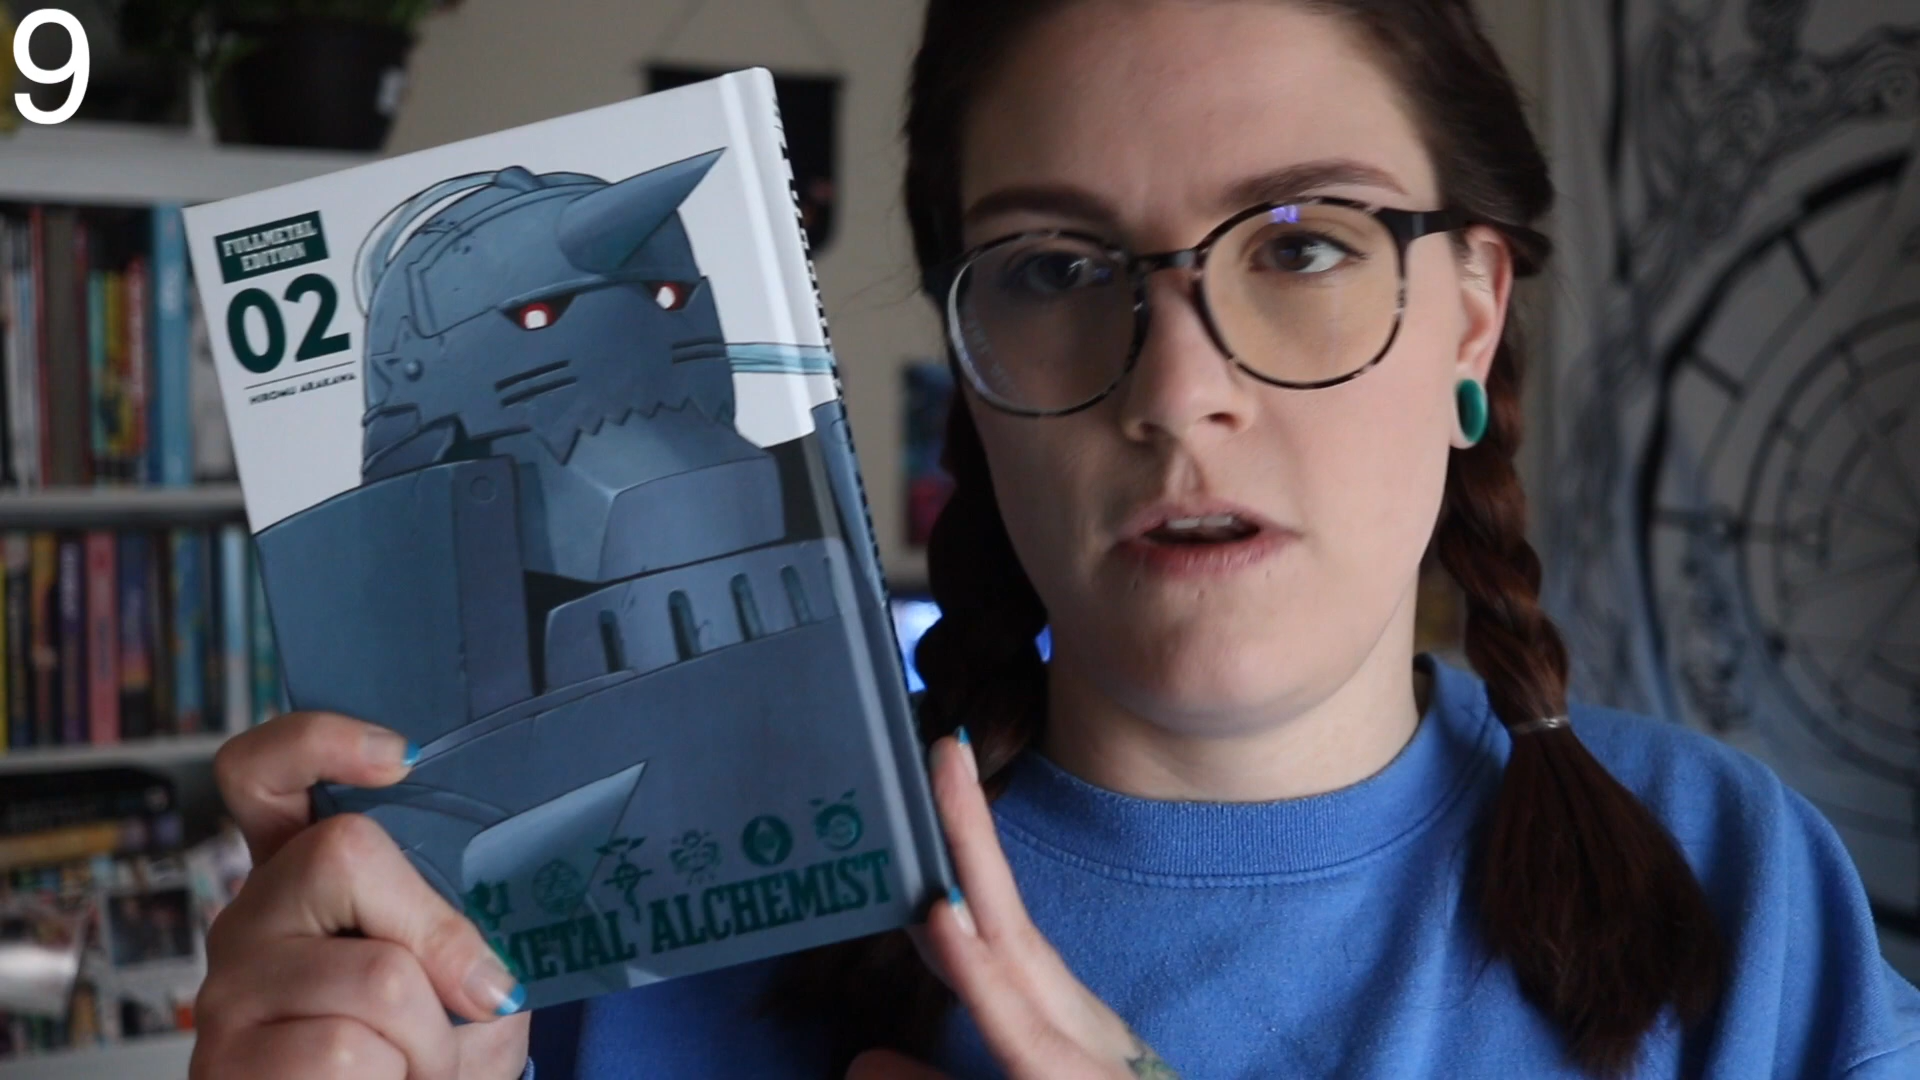 9
FULLMETAL
EDITION
02
HIROMU ARAKAWA
METAL ALCHEMIST